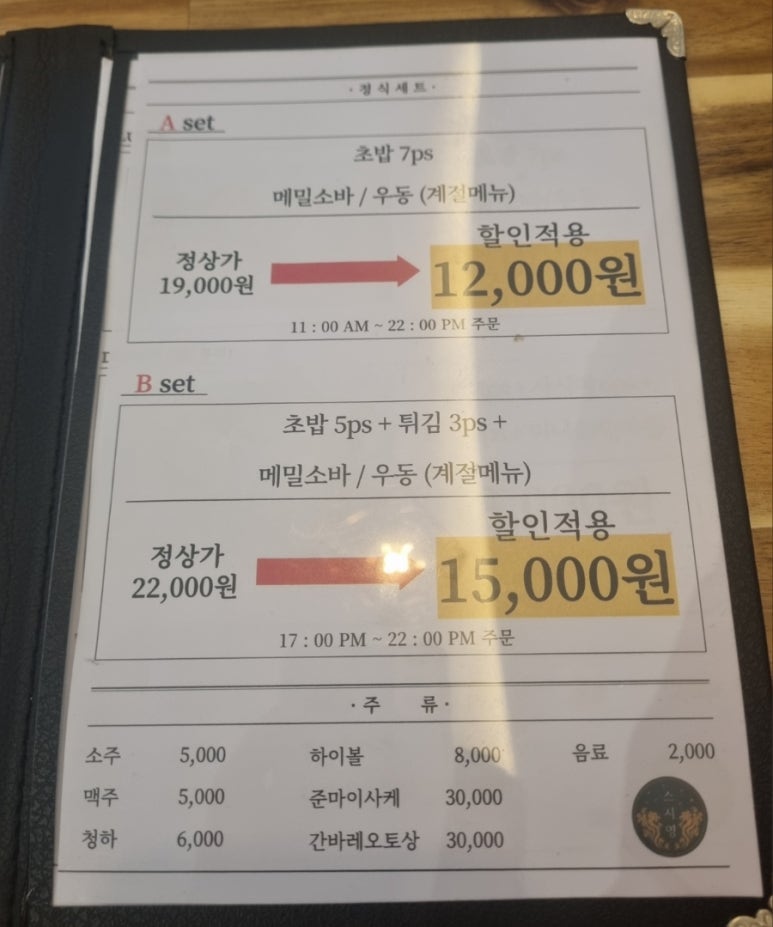 · 정식세트 ·
A set
초밥 7ps
메밀소바 / 우동 (계절메뉴)
정상가
19,000원
할인적용
12,000원
11 : 00 AM ~ 22 : 00 PM 주문
B set
초밥 5ps + 튀김 3ps +
메밀소바 / 우동 (계절메뉴)
정상가
22,000원
할인적용
15,000원
17 : 00 PM ~ 22 : 00 PM 주문
· 주 류 ·
소주 5,000 하이볼 8,000 음료 2,000
맥주 5,000 준마이사케 30,000
청하 6,000 간바레오토상 30,000